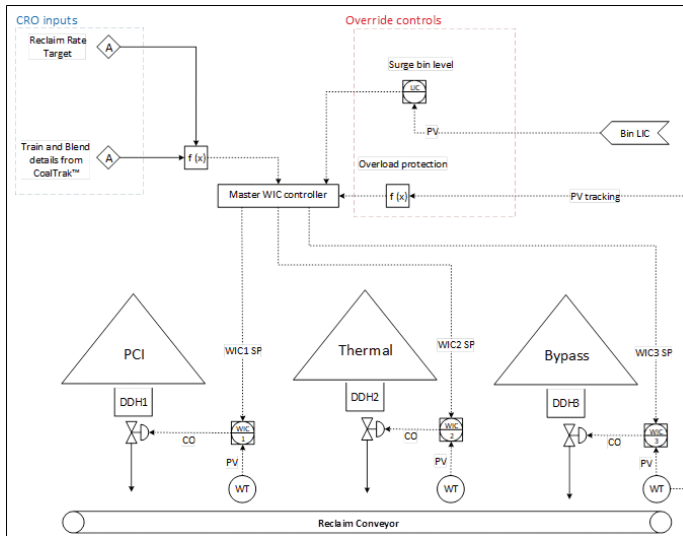 CRO inputs
Override controls
Reclaim Rate
Target
A
Surge bin level
LIC
PV
Bin LIC
Train and Blend
details from
CoalTrak™
A
f (x)
Overload protection
Master WIC controller
f (x)
PV tracking
WIC1 SP
WIC2 SP
WIC3 SP
PCI
Thermal
Bypass
DDH1
DDH2
DDH3
CO
WIC
1
CO
WIC
2
CO
WIC
3
PV
PV
PV
WT
WT
WT
Reclaim Conveyor